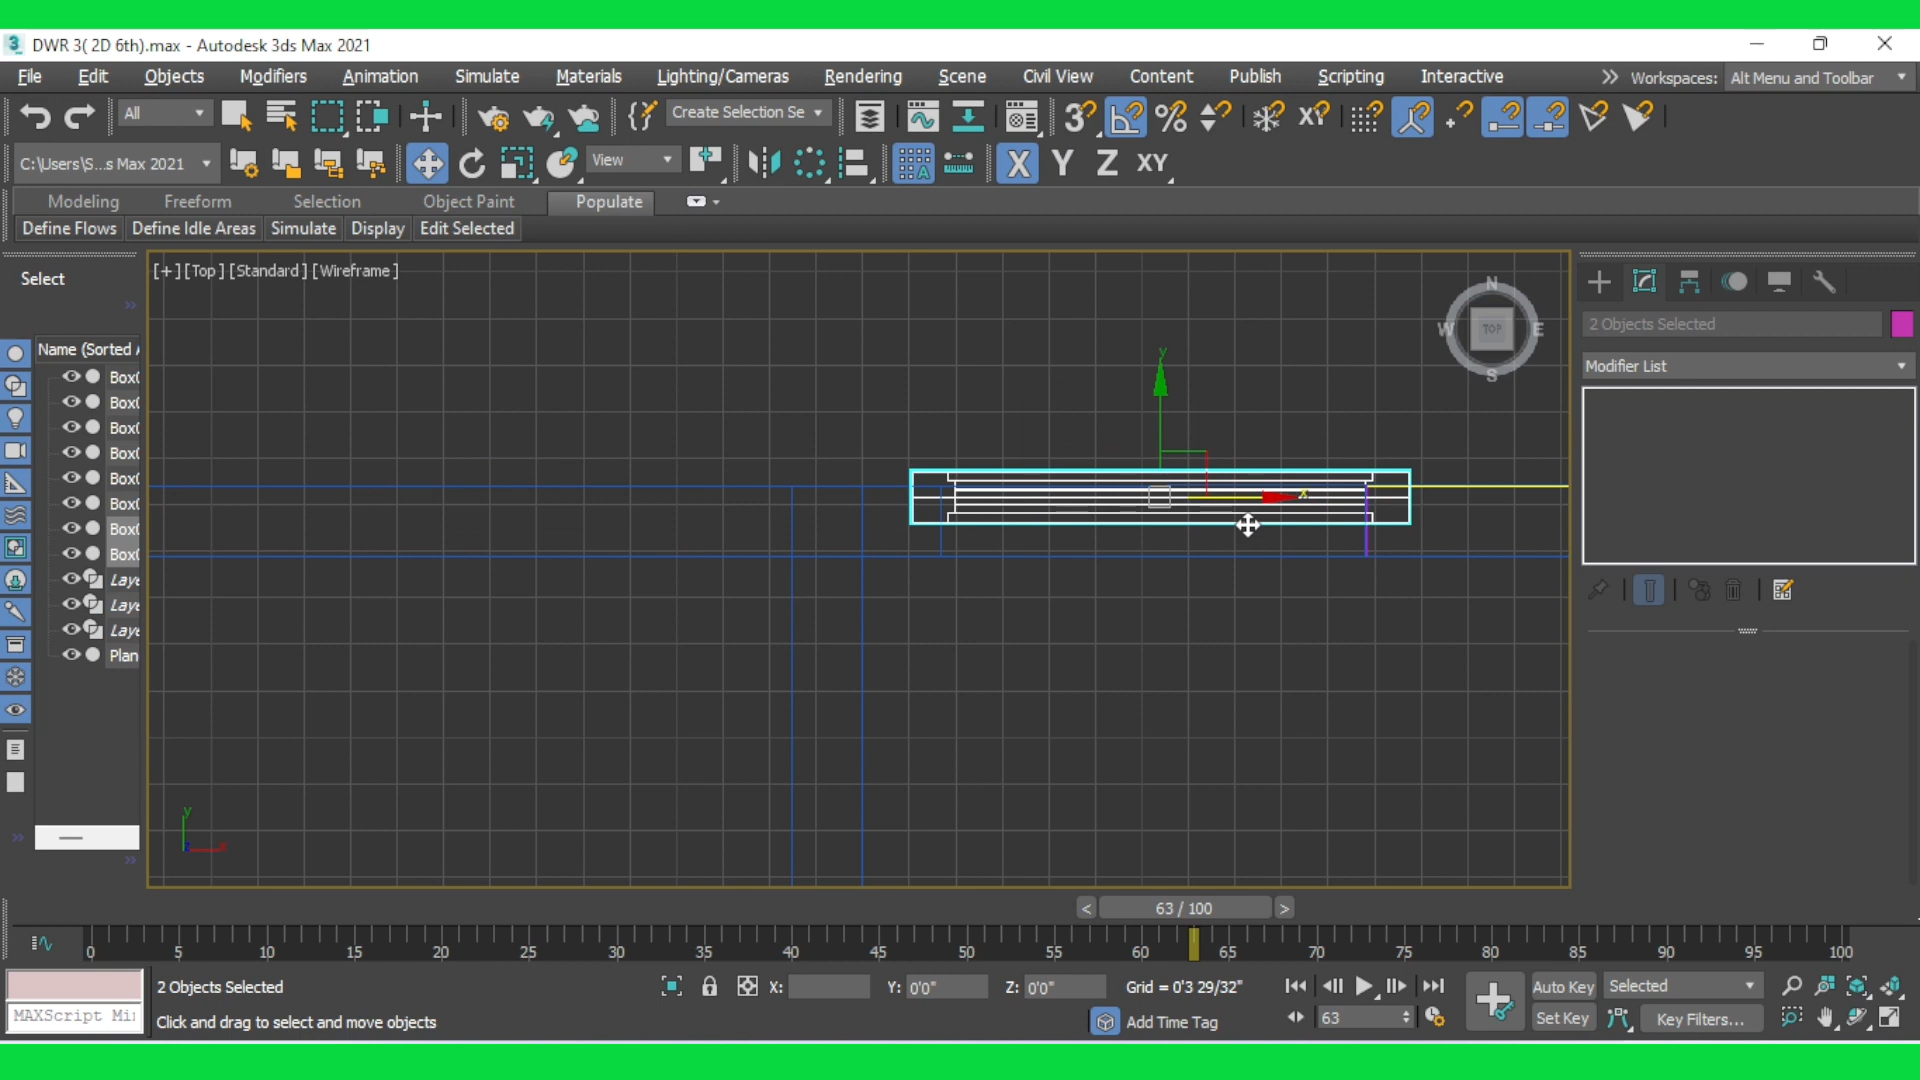 3 DWR 3( 2D 6th).max - Autodesk 3ds Max 2021
File Edit Objects Modifiers Animation Simulate Materials Lighting/Cameras Rendering Scene Civil View Content Publish Scripting Interactive Workspaces: Alt Menu and Toolbar
All Create Selection Se 3 % XY
C:\Users\S...s Max 2021 View A X Y Z XY
Modeling Freeform Selection Object Paint Populate
Define Flows Define Idle Areas Simulate Display Edit Selected
Select
[+][Top][Standard][Wireframe]
N
W TOP E
S
2 Objects Selected
Name (Sorted A
Modifier List
Box(
Box(
Box(
Box(
Box(
Box(
Box(
Box(
Laye
Laye
Laye
Plan
y
x
y
x
< 63 / 100 >
0 5 10 15 20 25 30 35 40 45 50 55 60 65 70 75 80 85 90 95 100
2 Objects Selected X: Y: 0'0" Z: 0'0" Grid = 0'3 29/32" Auto Key Selected
MAXScript Mi Click and drag to select and move objects Add Time Tag 63 Set Key Key Filters...